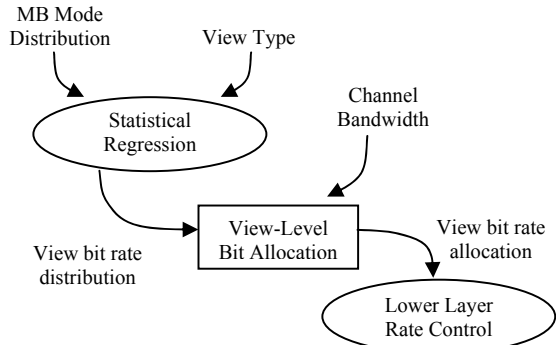 MB Mode
Distribution
View Type
Channel
Bandwidth
Statistical
Regression
View-Level
Bit Allocation
View bit rate
allocation
View bit rate
distribution
Lower Layer
Rate Control